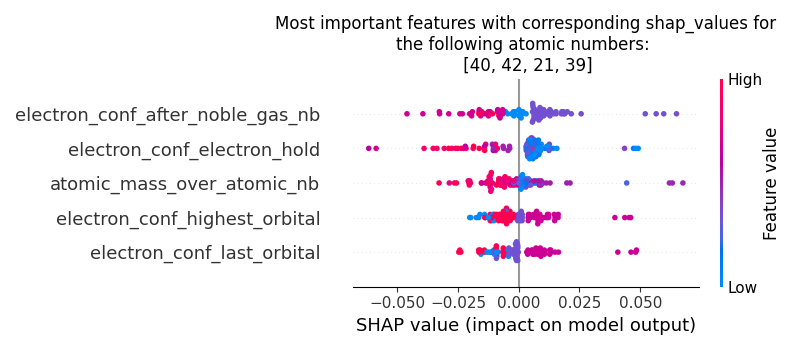 Most important features with corresponding shap_values for
the following atomic numbers:
[40, 42, 21, 39]
High
electron_conf_after_noble_gas_nb
electron_conf_electron_hold
atomic_mass_over_atomic_nb
electron_conf_highest_orbital
electron_conf_last_orbital
Feature value
Low
−0.050 −0.025 0.000 0.025 0.050
SHAP value (impact on model output)